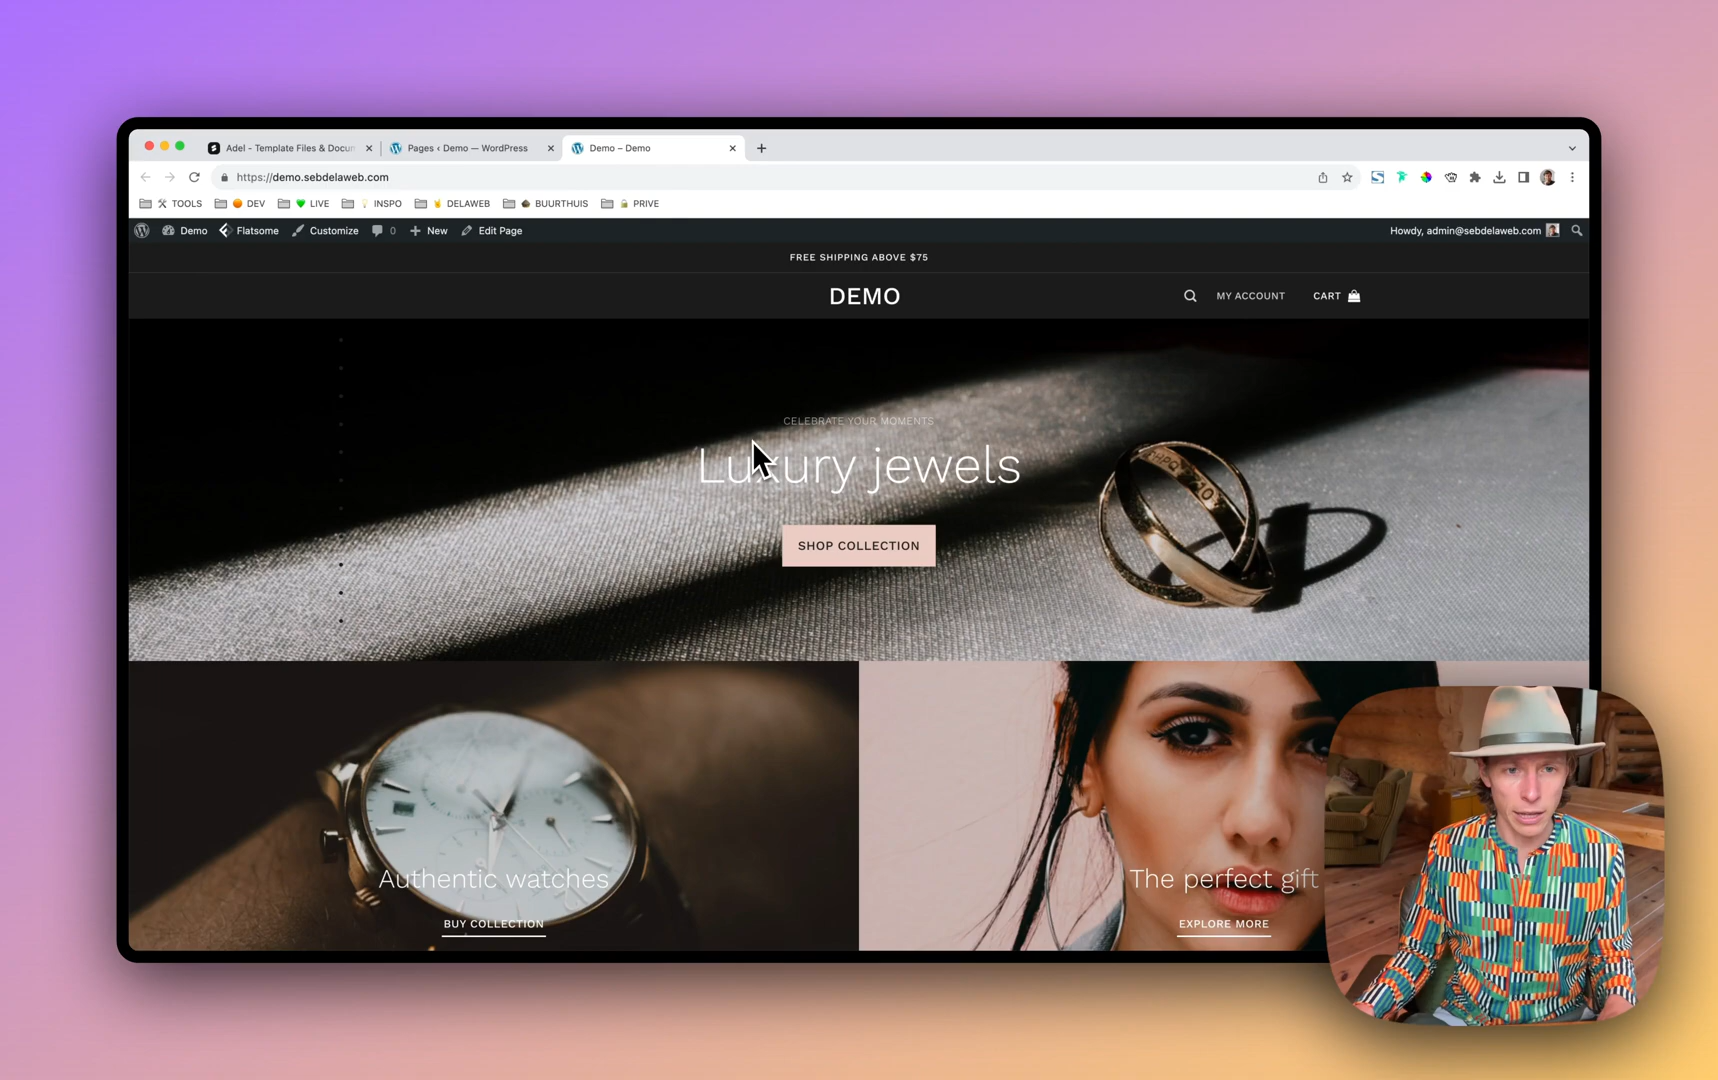 Adel - Template Files & Docun
Pages ‹ Demo — WordPress
Demo – Demo
https://demo.sebdelaweb.com
TOOLS
DEV
LIVE
INSPO
DELAWEB
BUURTHUIS
PRIVE
Demo
Flatsome
Customize
0
New
Edit Page
Howdy, admin@sebdelaweb.com
FREE SHIPPING ABOVE $75
DEMO
MY ACCOUNT
CART
CELEBRATE YOUR MOMENTS
Luxury jewels
SHOP COLLECTION
Authentic watches
BUY COLLECTION
The perfect gift
EXPLORE MORE